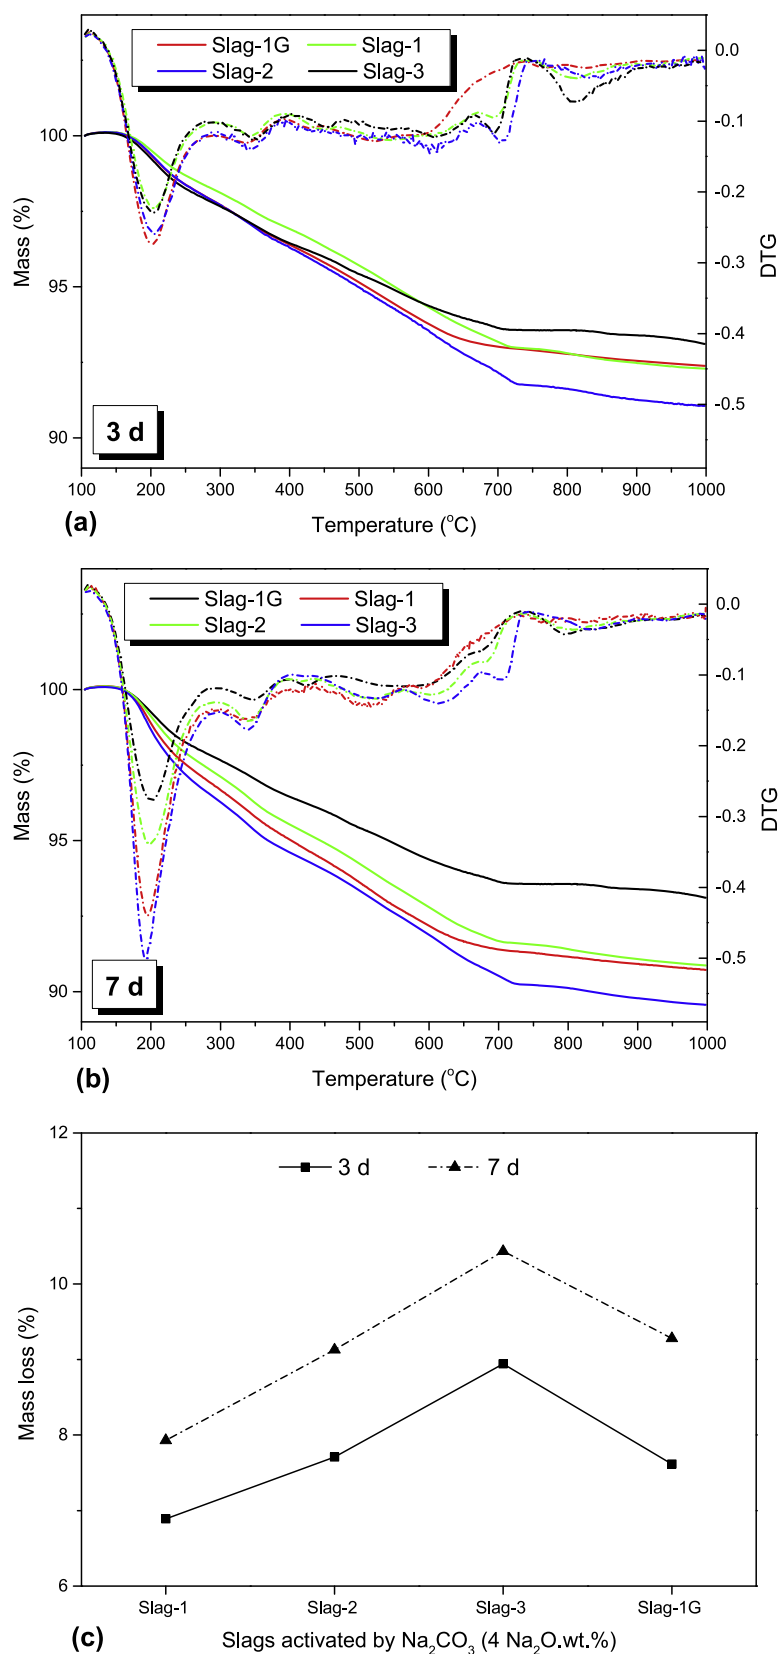 Slag-1G Slag-1
Slag-2 Slag-3
0.0
-0.1
-0.2
-0.3
-0.4
-0.5
DTG
100
95
90
Mass (%)
3 d
100 200 300 400 500 600 700 800 900 1000
(a)
Temperature (°C)
Slag-1G Slag-1
Slag-2 Slag-3
0.0
-0.1
-0.2
-0.3
-0.4
-0.5
DTG
100
95
90
Mass (%)
7 d
100 200 300 400 500 600 700 800 900 1000
(b)
Temperature (°C)
12
10
8
6
Mass loss (%)
3 d 7 d
Slag-1 Slag-2 Slag-3 Slag-1G
(c)
Slags activated by Na₂CO₃ (4 Na₂O.wt.%)